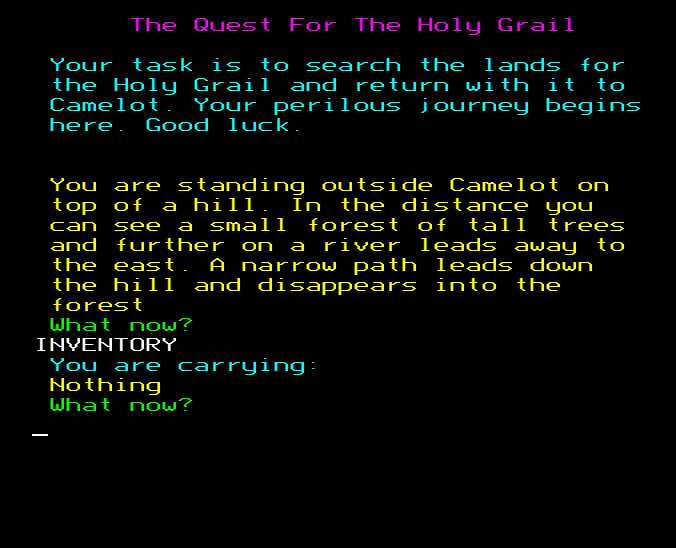 The Quest For The Holy Grail
Your task is to search the lands for
the Holy Grail and return with it to
Camelot. Your perilous journey begins
here. Good luck.
You are standing outside Camelot on
top of a hill. In the distance you
can see a small forest of tall trees
and further on a river leads away to
the east. A narrow path leads down
the hill and disappears into the
forest
What now?
INVENTORY
You are carrying:
Nothing
What now?